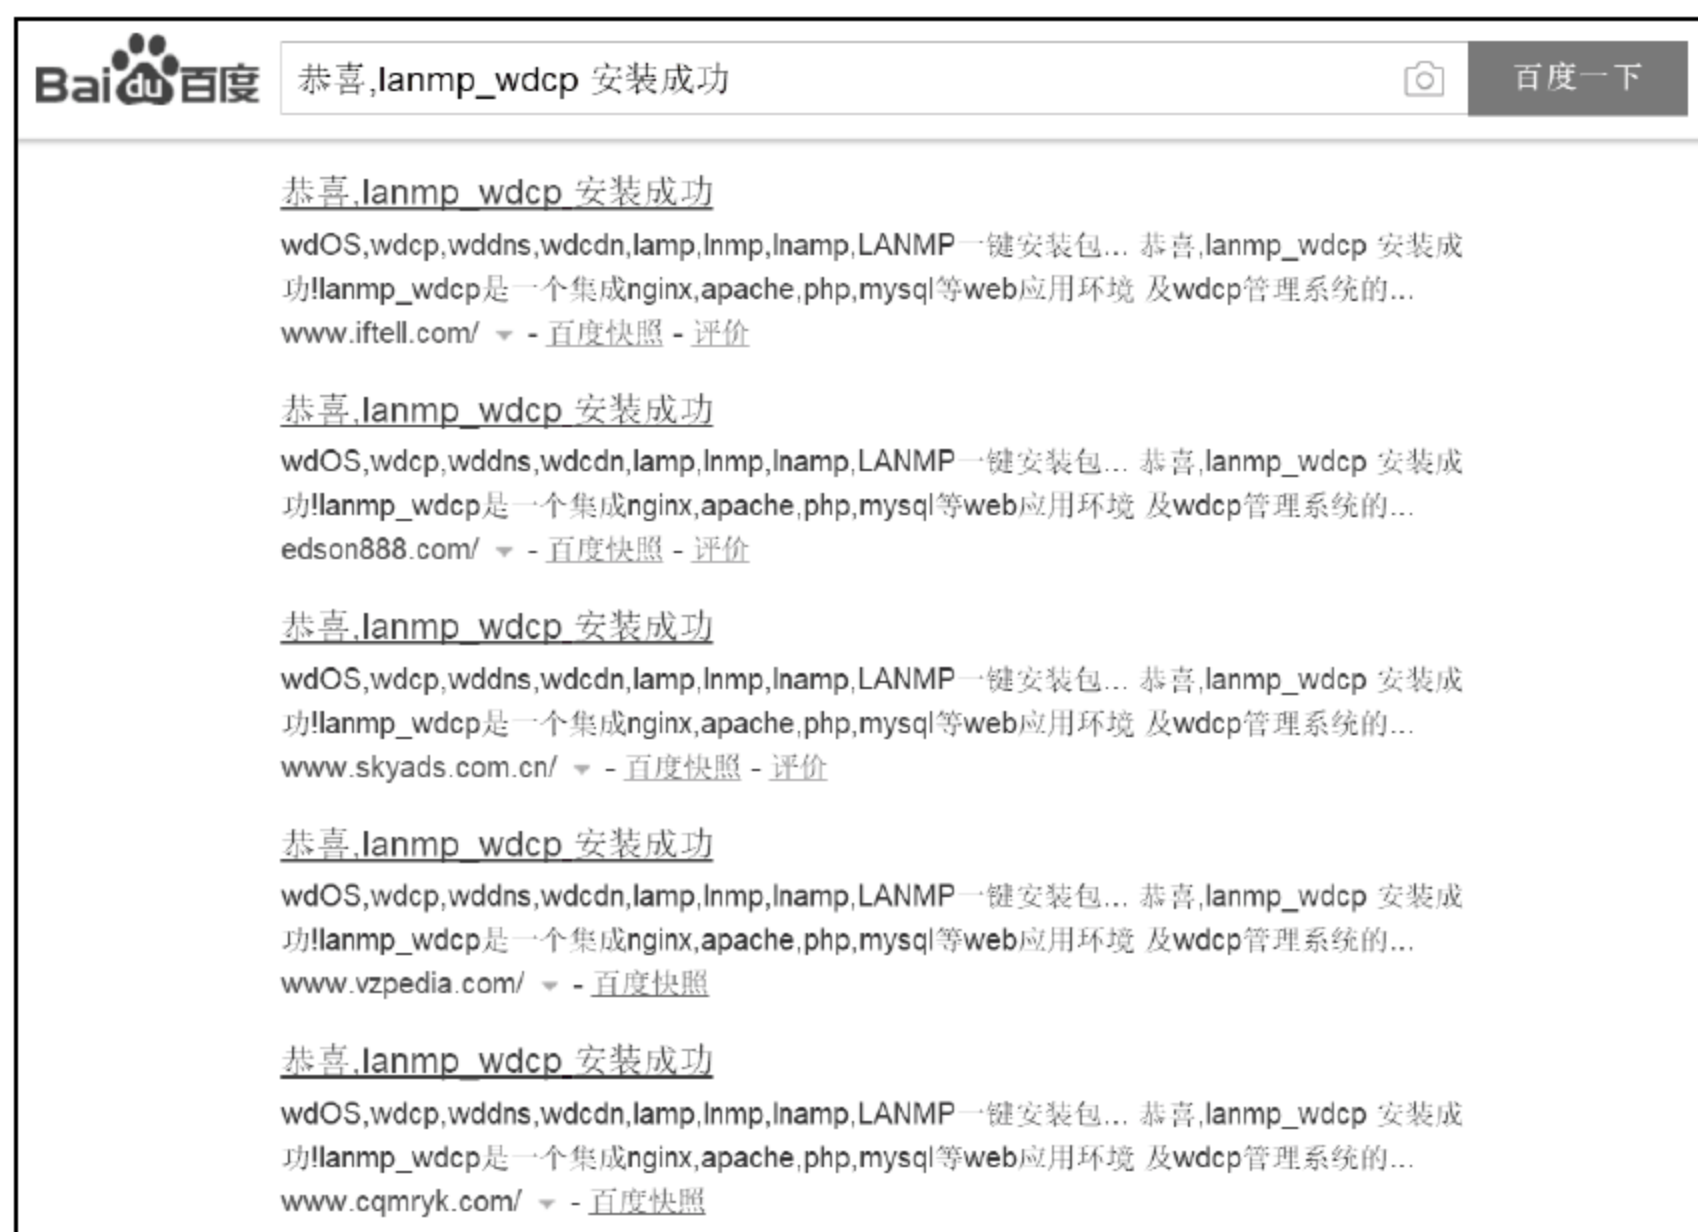 Bai du 百度 恭喜,lanmp_wdcp 安装成功 百度一下
恭喜,lanmp_wdcp 安装成功
wdOS,wdcp,wddns,wdcdn,lamp,lnmp,lnamp,LANMP一键安装包... 恭喜,lanmp_wdcp 安装成
功!lanmp_wdcp是一个集成nginx,apache,php,mysql等web应用环境 及wdcp管理系统的...
www.iftell.com/ - 百度快照 - 评价
恭喜,lanmp_wdcp 安装成功
wdOS,wdcp,wddns,wdcdn,lamp,lnmp,lnamp,LANMP一键安装包... 恭喜,lanmp_wdcp 安装成
功!lanmp_wdcp是一个集成nginx,apache,php,mysql等web应用环境 及wdcp管理系统的...
edson888.com/ - 百度快照 - 评价
恭喜,lanmp_wdcp 安装成功
wdOS,wdcp,wddns,wdcdn,lamp,lnmp,lnamp,LANMP一键安装包... 恭喜,lanmp_wdcp 安装成
功!lanmp_wdcp是一个集成nginx,apache,php,mysql等web应用环境 及wdcp管理系统的...
www.skyads.com.cn/ - 百度快照 - 评价
恭喜,lanmp_wdcp 安装成功
wdOS,wdcp,wddns,wdcdn,lamp,lnmp,lnamp,LANMP一键安装包... 恭喜,lanmp_wdcp 安装成
功!lanmp_wdcp是一个集成nginx,apache,php,mysql等web应用环境 及wdcp管理系统的...
www.vzpedia.com/ - 百度快照
恭喜,lanmp_wdcp 安装成功
wdOS,wdcp,wddns,wdcdn,lamp,lnmp,lnamp,LANMP一键安装包... 恭喜,lanmp_wdcp 安装成
功!lanmp_wdcp是一个集成nginx,apache,php,mysql等web应用环境 及wdcp管理系统的...
www.cqmryk.com/ - 百度快照